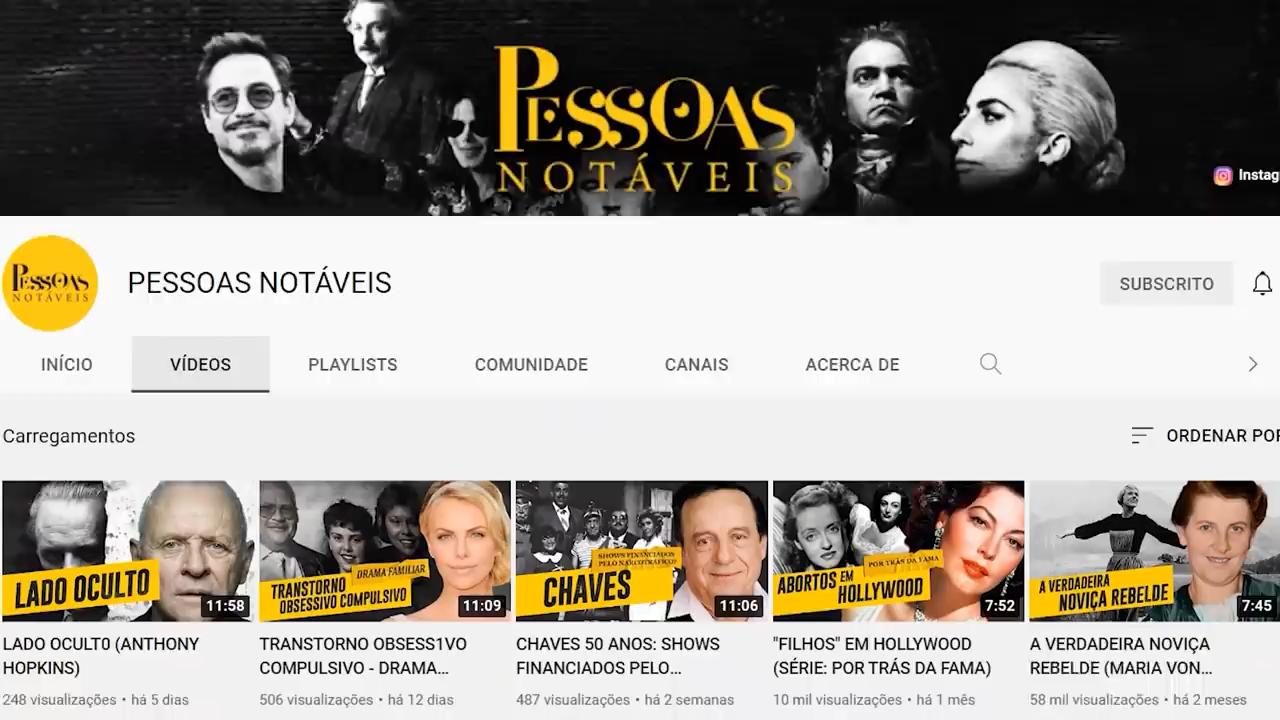 PESSOAS
NOTÁVEIS
Instag
PESSOAS
NOTÁVEIS
PESSOAS NOTÁVEIS
SUBSCRITO
INÍCIO
VÍDEOS
PLAYLISTS
COMUNIDADE
CANAIS
ACERCA DE
Carregamentos
ORDENAR POR
LADO OCULTO
11:58
DRAMA FAMILIAR
TRANSTORNO
OBSESSIVO COMPULSIVO
11:09
SHOWS FINANCIADOS
PELO NARCOTRÁFICO?
CHAVES
11:06
POR TRÁS DA FAMA
ABORTOS EM
HOLLYWOOD
7:52
A VERDADEIRA
NOVIÇA REBELDE
7:45
LADO OCULT0 (ANTHONY
HOPKINS)
248 visualizações • há 5 dias
TRANSTORNO OBSESS1VO
COMPULSIVO - DRAMA...
506 visualizações • há 12 dias
CHAVES 50 ANOS: SHOWS
FINANCIADOS PELO...
487 visualizações • há 2 semanas
"FILHOS" EM HOLLYWOOD
(SÉRIE: POR TRÁS DA FAMA)
10 mil visualizações • há 1 mês
A VERDADEIRA NOVIÇA
REBELDE (MARIA VON...
58 mil visualizações • há 2 meses